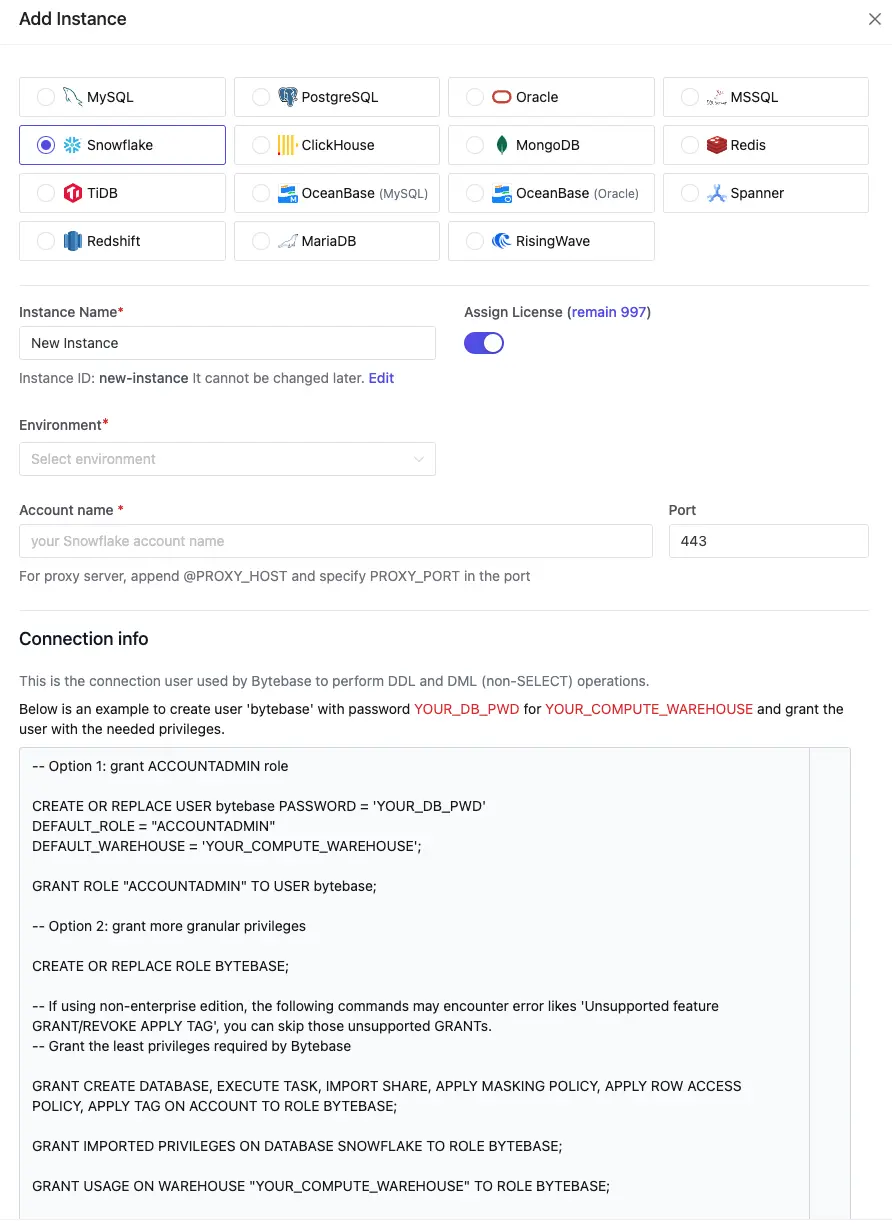 Add Instance
MySQL PostgreSQL Oracle MSSQL
Snowflake ClickHouse MongoDB Redis
TiDB OceanBase (MySQL) OceanBase (Oracle) Spanner
Redshift MariaDB RisingWave
Instance Name* Assign License (remain 997)
New Instance
Instance ID: new-instance It cannot be changed later. Edit
Environment*
Select environment
Account name * Port
your Snowflake account name 443
For proxy server, append @PROXY_HOST and specify PROXY_PORT in the port
Connection info
This is the connection user used by Bytebase to perform DDL and DML (non-SELECT) operations.
Below is an example to create user 'bytebase' with password YOUR_DB_PWD for YOUR_COMPUTE_WAREHOUSE and grant the
user with the needed privileges.
-- Option 1: grant ACCOUNTADMIN role
CREATE OR REPLACE USER bytebase PASSWORD = 'YOUR_DB_PWD'
DEFAULT_ROLE = "ACCOUNTADMIN"
DEFAULT_WAREHOUSE = 'YOUR_COMPUTE_WAREHOUSE';
GRANT ROLE "ACCOUNTADMIN" TO USER bytebase;
-- Option 2: grant more granular privileges
CREATE OR REPLACE ROLE BYTEBASE;
-- If using non-enterprise edition, the following commands may encounter error likes 'Unsupported feature
GRANT/REVOKE APPLY TAG', you can skip those unsupported GRANTs.
-- Grant the least privileges required by Bytebase
GRANT CREATE DATABASE, EXECUTE TASK, IMPORT SHARE, APPLY MASKING POLICY, APPLY ROW ACCESS
POLICY, APPLY TAG ON ACCOUNT TO ROLE BYTEBASE;
GRANT IMPORTED PRIVILEGES ON DATABASE SNOWFLAKE TO ROLE BYTEBASE;
GRANT USAGE ON WAREHOUSE "YOUR_COMPUTE_WAREHOUSE" TO ROLE BYTEBASE;